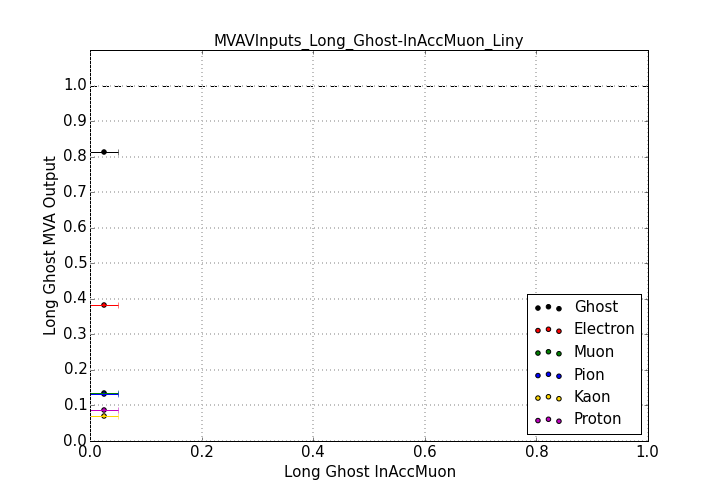 MVAVInputs_Long_Ghost-InAccMuon_Liny
1.0
0.9
0.8
0.7
0.6
0.5
0.4
0.3
0.2
0.1
0.0
Long Ghost MVA Output
Ghost
Electron
Muon
Pion
Kaon
Proton
0.0 0.2 0.4 0.6 0.8 1.0
Long Ghost InAccMuon